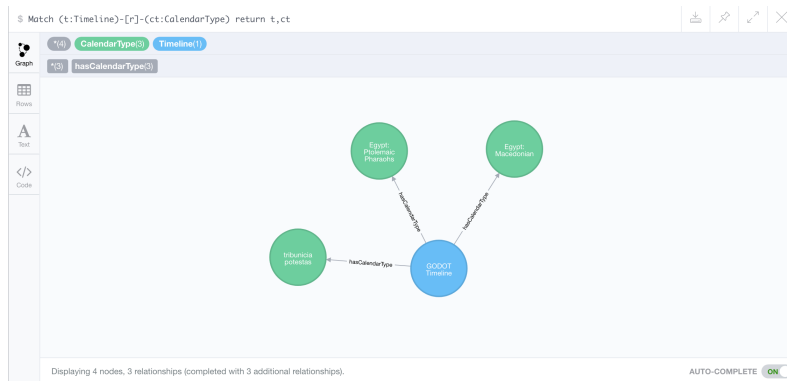 $ Match (t:Timeline)-[r]-(ct:CalendarType) return t,ct
*(4) CalendarType(3) Timeline(1)
*(3) hasCalendarType(3)
Graph
Rows
A
Text
</>
Code
Egypt:
Ptolemaic
Pharaohs
Egypt:
Macedonian
hasCalendarType
hasCalendarType
tribunicia
potestas
hasCalendarType
GODOT
Timeline
Displaying 4 nodes, 3 relationships (completed with 3 additional relationships).
AUTO-COMPLETE ON